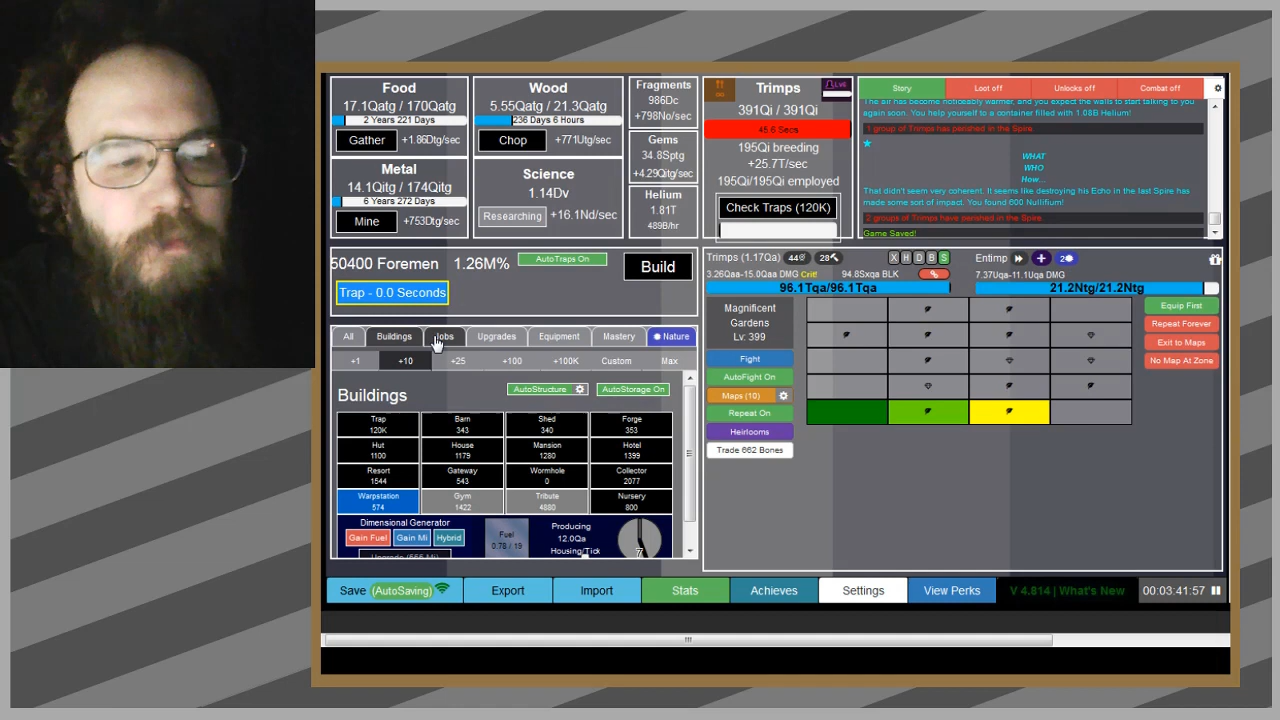 Food
17.1Qatg / 170Qatg
2 Years 221 Days
Gather
+1.86Dtg/sec
Wood
5.55Qatg / 21.3Qatg
236 Days 6 Hours
Chop
+771Utg/sec
Fragments
986Dc
+798No/sec
Metal
14.1Qitg / 174Qitg
6 Years 272 Days
Mine
+753Dtg/sec
Science
1.14Dv
Researching
+16.1Nd/sec
Gems
34.8Sptg
+4.29Qitg/sec
Helium
1.81T
489B/hr
Trimps
391Qi / 391Qi
45.6 Secs
195Qi breeding
+25.7T/sec
195Qi/195Qi employed
Check Traps (120K)
Story
Loot off
Unlocks off
Combat off
The air has become noticeably warmer, and you expect the walls to start talking to you
again soon. You help yourself to a container filled with 1.08B Helium!
1 group of Trimps has perished in the Spire.
WHAT
WHO
How...
That didn't seem very coherent. It seems like destroying his Echo in the last Spire has
made some sort of impact. You found 600 Nullifium!
2 groups of Trimps have perished in the Spire.
Game Saved!
50400 Foremen
1.26M%
AutoTraps On
Build
Trap - 0.0 Seconds
All
Buildings
Jobs
Upgrades
Equipment
Mastery
Nature
+1
+10
+25
+100
+100K
Custom
Max
Buildings
AutoStructure
AutoStorage On
Trap
120K
Barn
343
Shed
340
Forge
353
Hut
1100
House
1179
Mansion
1280
Hotel
1399
Resort
1544
Gateway
543
Wormhole
0
Collector
2077
Warpstation
574
Gym
1422
Tribute
4880
Nursery
800
Dimensional Generator
Gain Fuel
Gain Mi
Hybrid
Fuel
0.78 / 19
Producing
12.0Qa
Housing/Tick
7
Trimps (1.17Qa)
44
28
X
H
D
B
S
3.26Qaa-15.0Qaa DMG
Crit!
94.8Sxqa BLK
96.1Tqa/96.1Tqa
Entimp
2
7.37Uqa-11.1Uqa DMG
21.2Ntg/21.2Ntg
Magnificent
Gardens
Lv: 399
Fight
AutoFight On
Maps (10)
Repeat On
Heirlooms
Trade 662 Bones
Equip First
Repeat Forever
Exit to Maps
No Map At Zone
Save
(AutoSaving)
Export
Import
Stats
Achieves
Settings
View Perks
V 4.814 | What's New
00:03:41:57